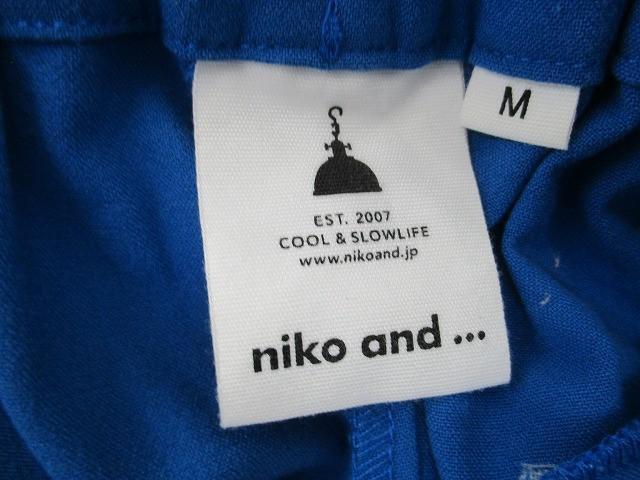 M
EST. 2007
COOL & SLOWLIFE
www.nikoand.jp
niko and ...